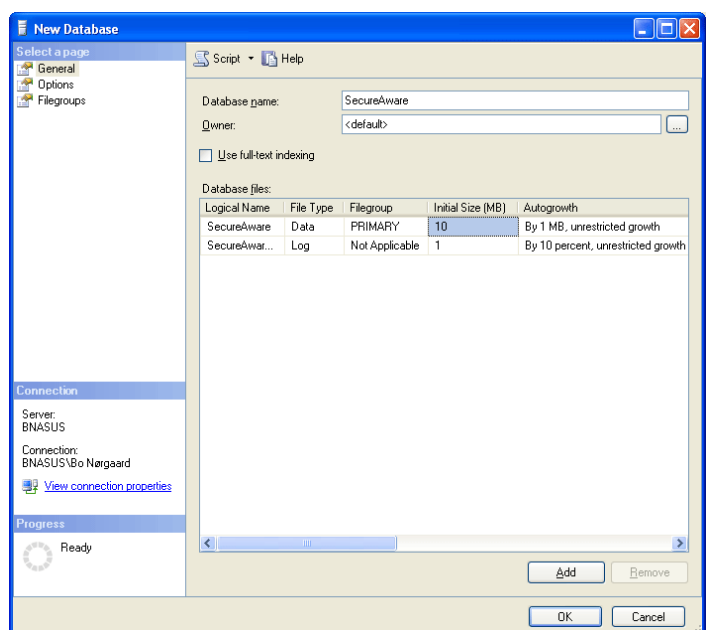 New Database
Select a page
General
Options
Filegroups
Script
Help
Database name:
SecureAware
Owner:
<default>
...
Use full-text indexing
Database files:
Logical Name File Type Filegroup Initial Size (MB) Autogrowth
SecureAware Data PRIMARY 10 By 1 MB, unrestricted growth
SecureAwar... Log Not Applicable 1 By 10 percent, unrestricted growth
Connection
Server:
BNASUS
Connection:
BNASUS\Bo Nørgaard
View connection properties
Progress
Ready
Add Remove
OK Cancel